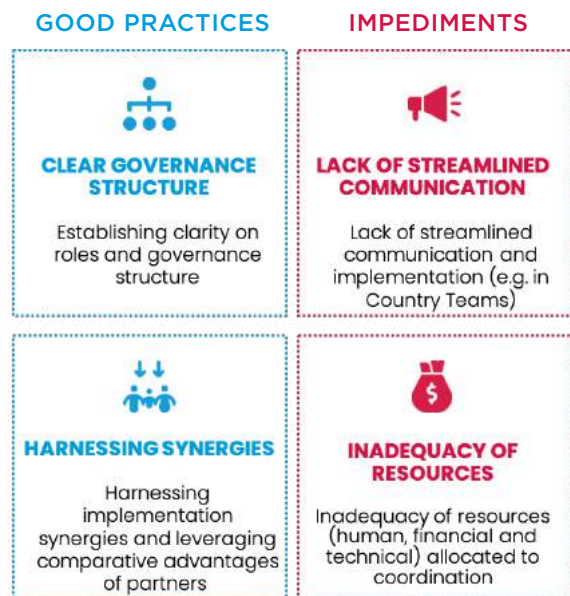 GOOD PRACTICES
IMPEDIMENTS
CLEAR GOVERNANCE
STRUCTURE
Establishing clarity on
roles and governance
structure
LACK OF STREAMLINED
COMMUNICATION
Lack of streamlined
communication and
implementation (e.g. in
Country Teams)
HARNESSING SYNERGIES
Harnessing
implementation
synergies and leveraging
comparative advantages
of partners
$
INADEQUACY OF
RESOURCES
Inadequacy of resources
(human, financial and
technical) allocated to
coordination